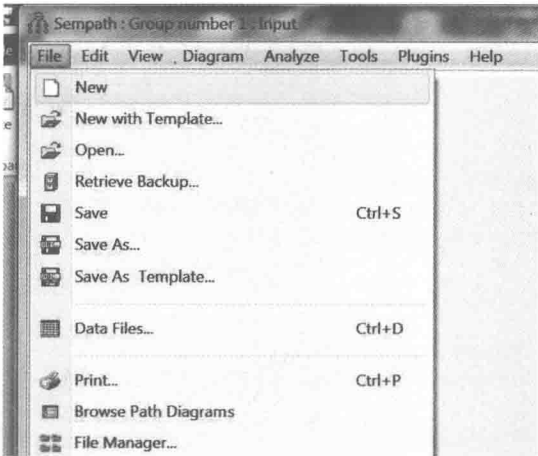 Sempath : Group number 1 : Input
File Edit View Diagram Analyze Tools Plugins Help
New
New with Template...
Open...
Retrieve Backup...
Save Ctrl+S
Save As...
Save As Template...
Data Files... Ctrl+D
Print... Ctrl+P
Browse Path Diagrams
File Manager...